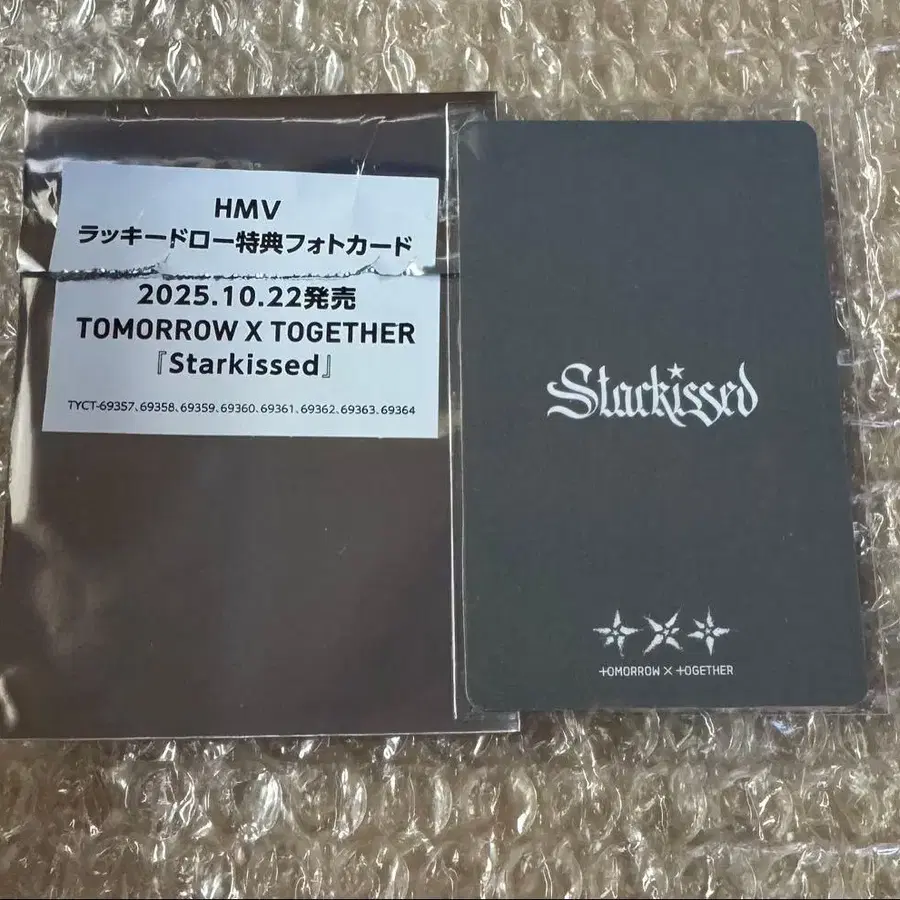 HMV
ラッキードロー特典フォトカード
2025.10.22発売
TOMORROW X TOGETHER
『Starkissed』
TYCT-69357、69358、69359、69360、69361、69362、69363、69364
Starkissed
TOMORROW X TOGETHER